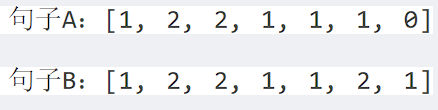 句子A：[1, 2, 2, 1, 1, 1, 0]
句子B：[1, 2, 2, 1, 1, 2, 1]